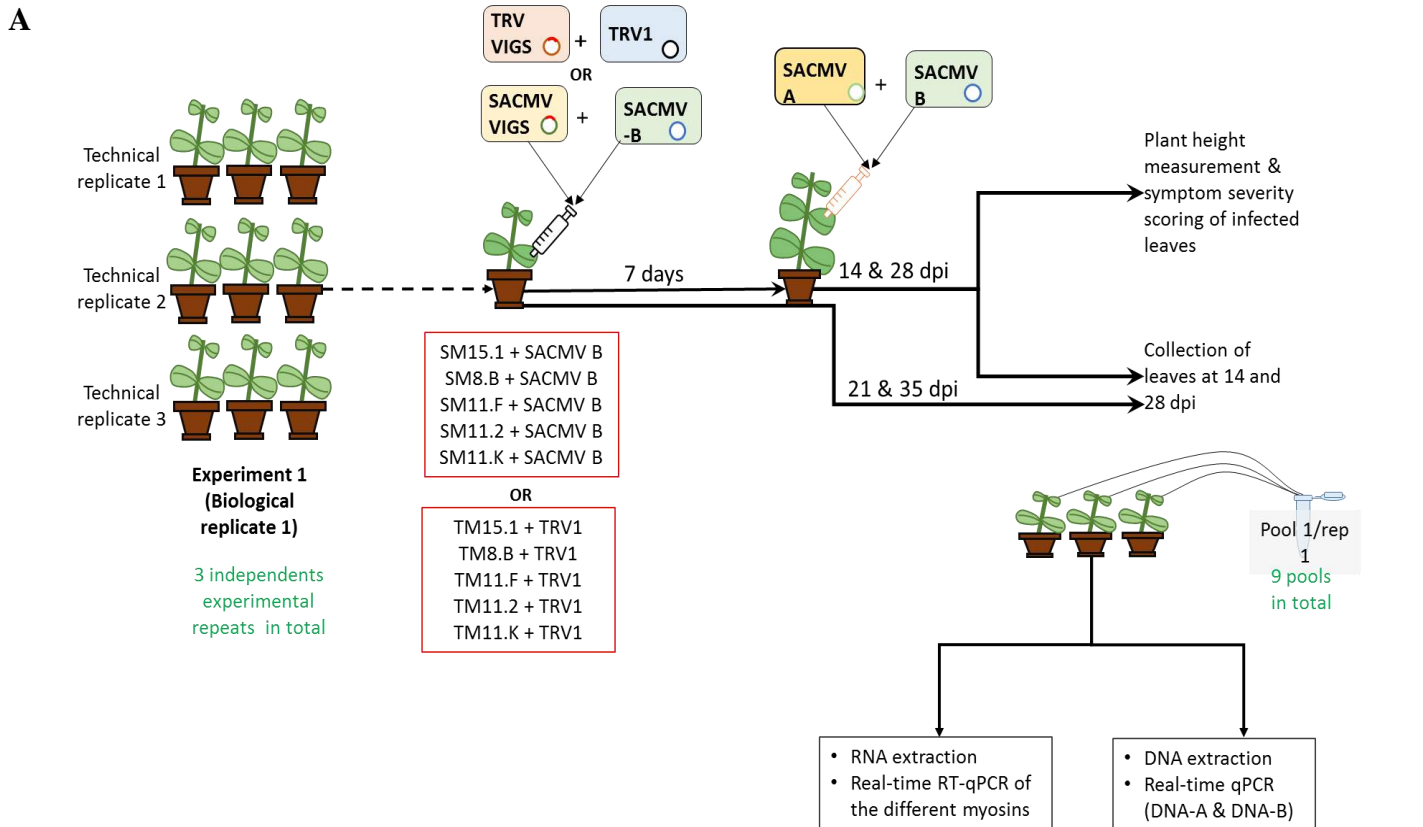 A
TRV
VIGS
+
TRV1
OR
SACMV
VIGS
+
SACMV
-B
SACMV
A
+
SACMV
B
Technical
replicate 1
Technical
replicate 2
Technical
replicate 3
Experiment 1
(Biological
replicate 1)
3 independents
experimental
repeats in total
7 days
14 & 28 dpi
21 & 35 dpi
Plant height
measurement &
symptom severity
scoring of infected
leaves
Collection of
leaves at 14 and
28 dpi
SM15.1 + SACMV B
SM8.B + SACMV B
SM11.F + SACMV B
SM11.2 + SACMV B
SM11.K + SACMV B
OR
TM15.1 + TRV1
TM8.B + TRV1
TM11.F + TRV1
TM11.2 + TRV1
TM11.K + TRV1
Pool 1/rep
1
9 pools
in total
• RNA extraction
• Real-time RT-qPCR of
the different myosins
• DNA extraction
• Real-time qPCR
(DNA-A & DNA-B)